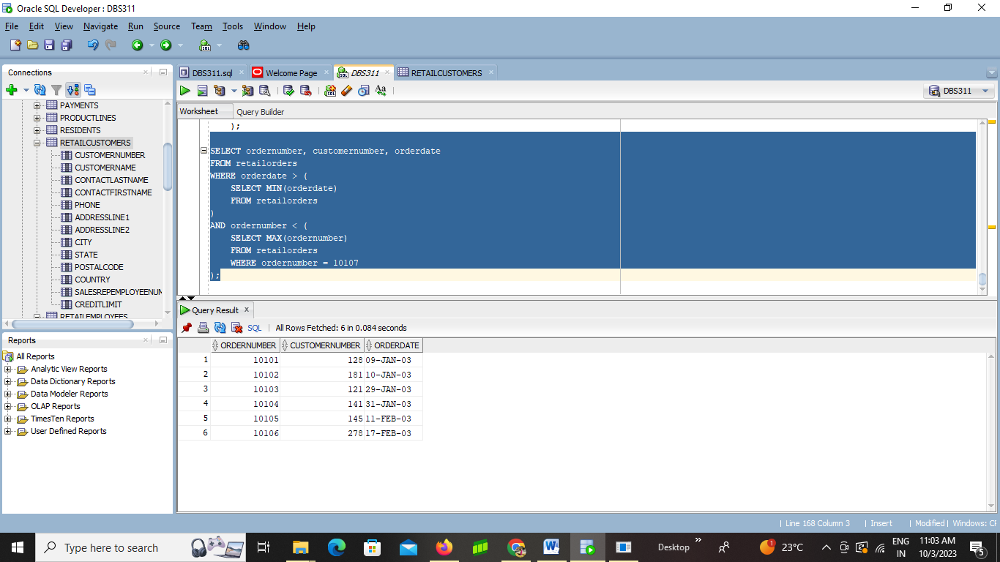 Oracle SQL Developer : DBS311
File Edit View Navigate Run Source Team Tools Window Help
Connections
PAYMENTS
PRODUCTLINES
RESIDENTS
RETAILCUSTOMERS
CUSTOMERNUMBER
CUSTOMERNAME
CONTACTLASTNAME
CONTACTFIRSTNAME
PHONE
ADDRESSLINE1
ADDRESSLINE2
CITY
STATE
POSTALCODE
COUNTRY
SALESREPEMPLOYEENUM
CREDITLIMIT
RETAILEMPLOYEES
Reports
All Reports
Analytic View Reports
Data Dictionary Reports
Data Modeler Reports
OLAP Reports
TimesTen Reports
User Defined Reports
DBS311.sql Welcome Page DBS311 RETAILCUSTOMERS
DBS311
Worksheet Query Builder
);
SELECT ordernumber, customernumber, orderdate
FROM retailorders
WHERE orderdate > (
SELECT MIN(orderdate)
FROM retailorders
)
AND ordernumber < (
SELECT MAX(ordernumber)
FROM retailorders
WHERE ordernumber = 10107
);
Query Result x
SQL | All Rows Fetched: 6 in 0.084 seconds
ORDERNUMBER CUSTOMERNUMBER ORDERDATE
1 10101 128 09-JAN-03
2 10102 181 10-JAN-03
3 10103 121 29-JAN-03
4 10104 141 31-JAN-03
5 10105 145 11-FEB-03
6 10106 278 17-FEB-03
| Line 168 Column 3 | Insert | Modified | Windows: CF
Type here to search
Desktop » 1 23°C ENG IN 11:03 AM 10/3/2023 5